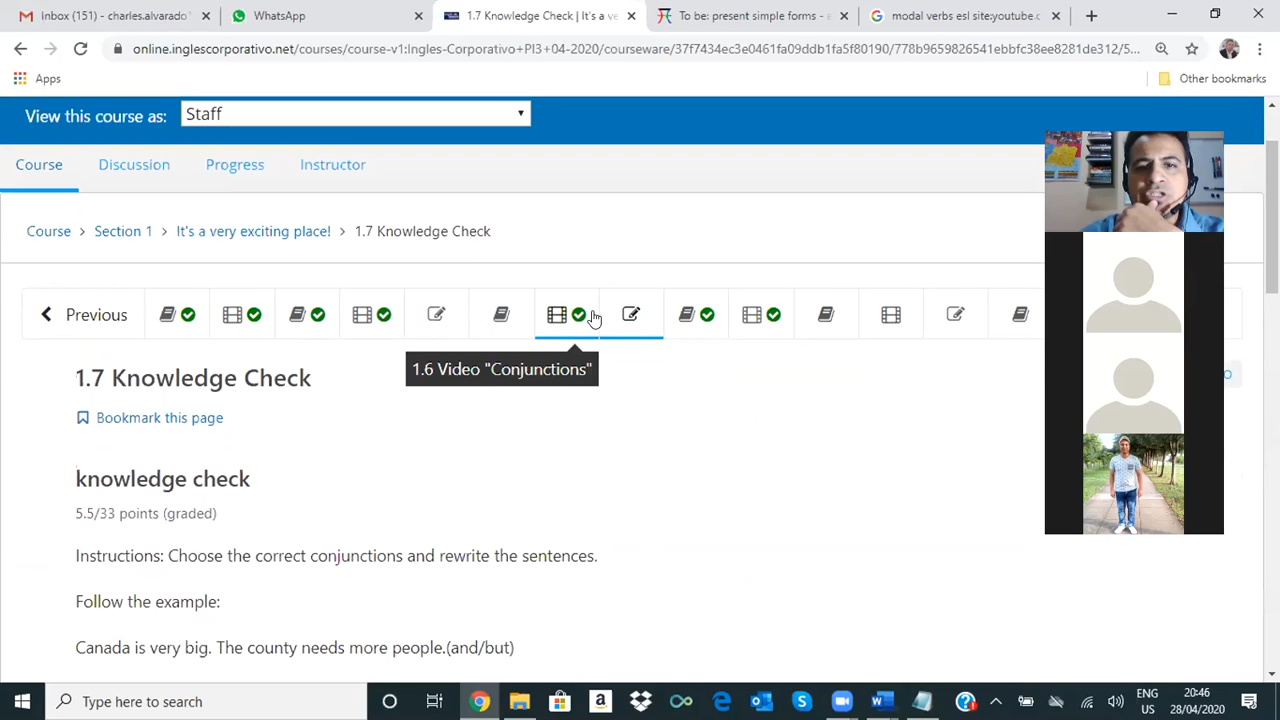 Inbox (151) - charles.alvarado'
WhatsApp
1.7 Knowledge Check | It's a ve
To be: present simple forms - e
modal verbs esl site:youtube.co
online.inglescorporativo.net/courses/course-v1:Ingles-Corporativo+PI3+04-2020/courseware/37f7434ec3e0461fa09ddb1fa5f80190/778b9659826541ebbfc38ee8281de312/5...
Apps
Other bookmarks
View this course as: Staff
Course Discussion Progress Instructor
Course > Section 1 > It's a very exciting place! > 1.7 Knowledge Check
Previous
1.6 Video "Conjunctions"
1.7 Knowledge Check
Bookmark this page
knowledge check
5.5/33 points (graded)
Instructions: Choose the correct conjunctions and rewrite the sentences.
Follow the example:
Canada is very big. The county needs more people.(and/but)
Type here to search
ENG
US
20:46
28/04/2020